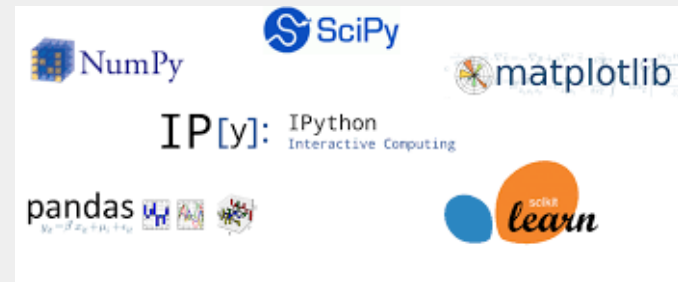 SciPy
NumPy
matplotlib
IP[y]: IPython
Interactive Computing
pandas
scikit
learn